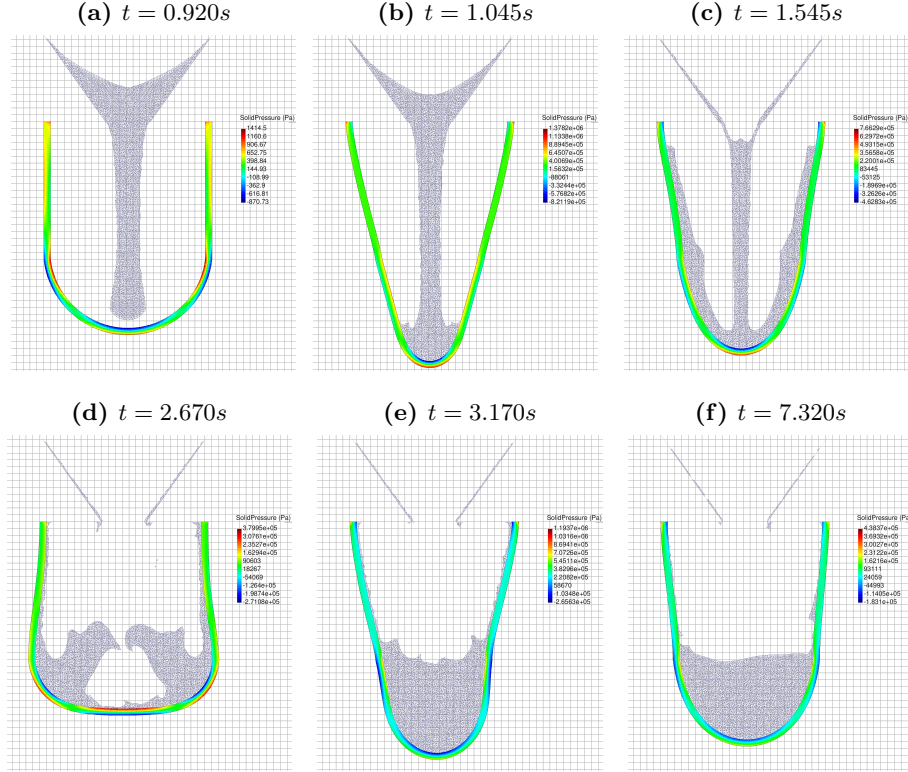 (a) t = 0.920s
(b) t = 1.045s
(c) t = 1.545s
SolidPressure (Pa)
1414.5
1160.6
906.67
652.75
398.84
144.93
-108.99
-362.9
-616.81
-870.73
SolidPressure (Pa)
1.3782e+06
1.1338e+06
8.8945e+05
6.4507e+05
4.0069e+05
1.5632e+05
-88061
-3.3244e+05
-5.7682e+05
-8.2119e+05
SolidPressure (Pa)
7.6629e+05
6.2972e+05
4.9315e+05
3.5658e+05
2.2001e+05
83445
-53125
-1.8969e+05
-3.2626e+05
-4.6283e+05
(d) t = 2.670s
(e) t = 3.170s
(f) t = 7.320s
SolidPressure (Pa)
3.7995e+05
3.0761e+05
2.3527e+05
1.6294e+05
90603
18267
-54069
-1.264e+05
-1.9874e+05
-2.7108e+05
SolidPressure (Pa)
1.1937e+06
1.0316e+06
8.6941e+05
7.0726e+05
5.4511e+05
3.8296e+05
2.2082e+05
58670
-1.0348e+05
-2.6563e+05
SolidPressure (Pa)
4.3837e+05
3.6932e+05
3.0027e+05
2.3122e+05
1.6216e+05
93111
24059
-44993
-1.1405e+05
-1.831e+05